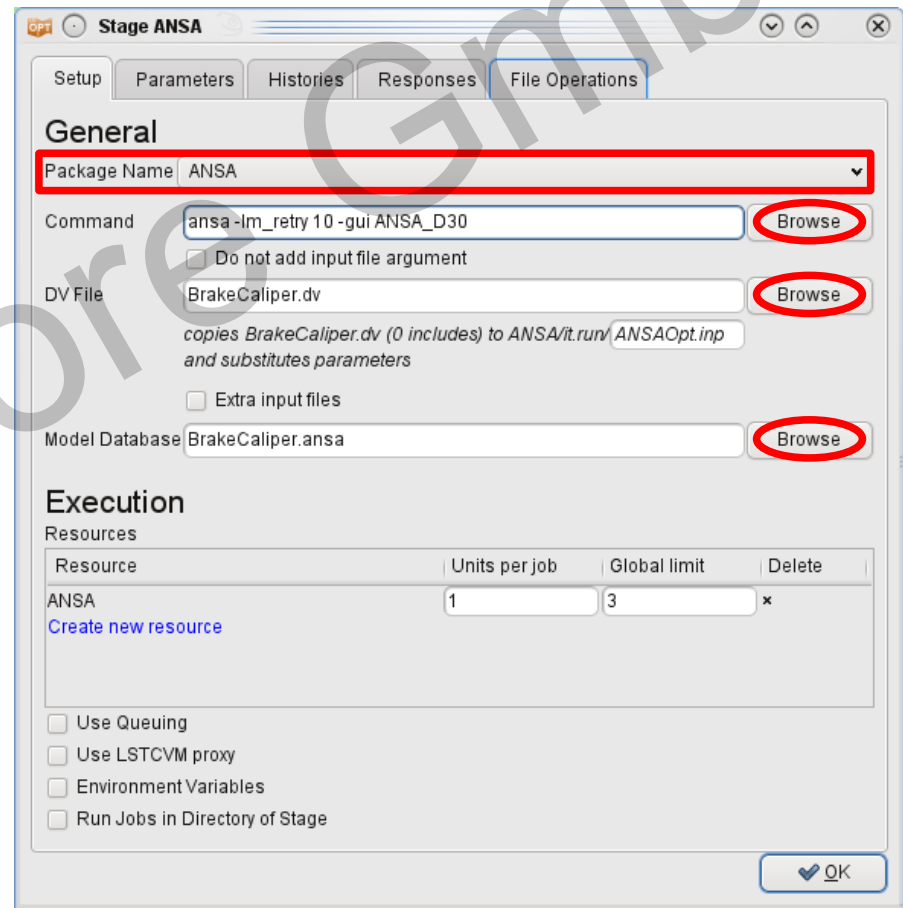 OPT Stage ANSA
Setup Parameters Histories Responses File Operations
General
Package Name ANSA
Command ansa -lm_retry 10 -gui ANSA_D30 Browse
Do not add input file argument
DV File BrakeCaliper.dv Browse
copies BrakeCaliper.dv (0 includes) to ANSA/it.run/ ANSAOpt.inp
and substitutes parameters
Extra input files
Model Database BrakeCaliper.ansa Browse
Execution
Resources
Resource Units per job Global limit Delete
ANSA 1 3 ×
Create new resource
Use Queuing
Use LSTCVM proxy
Environment Variables
Run Jobs in Directory of Stage
OK